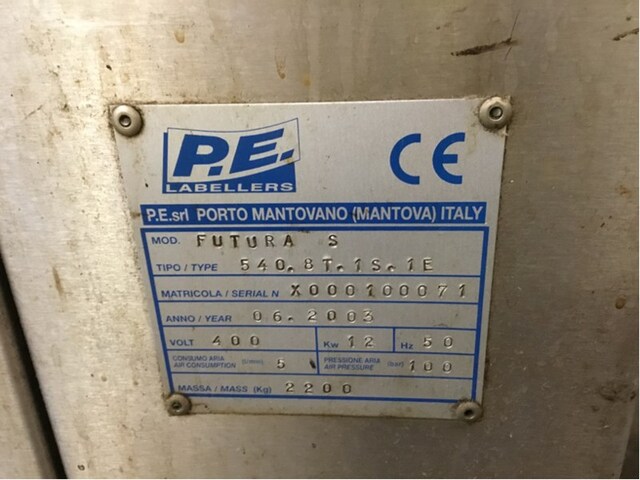 P.E.
LABELLERS
CE
P.E.srl PORTO MANTOVANO (MANTOVA) ITALY
MOD. FUTURA S
TIPO / TYPE 540.8T.1S.1E
MATRICOLA / SERIAL N X000100071
ANNO / YEAR 06.2003
VOLT 400 Kw 12 Hz 50
CONSUMO ARIA
AIR CONSUMPTION 5
PRESSIONE ARIA
AIR PRESSURE 100
MASSA / MASS (Kg) 2200